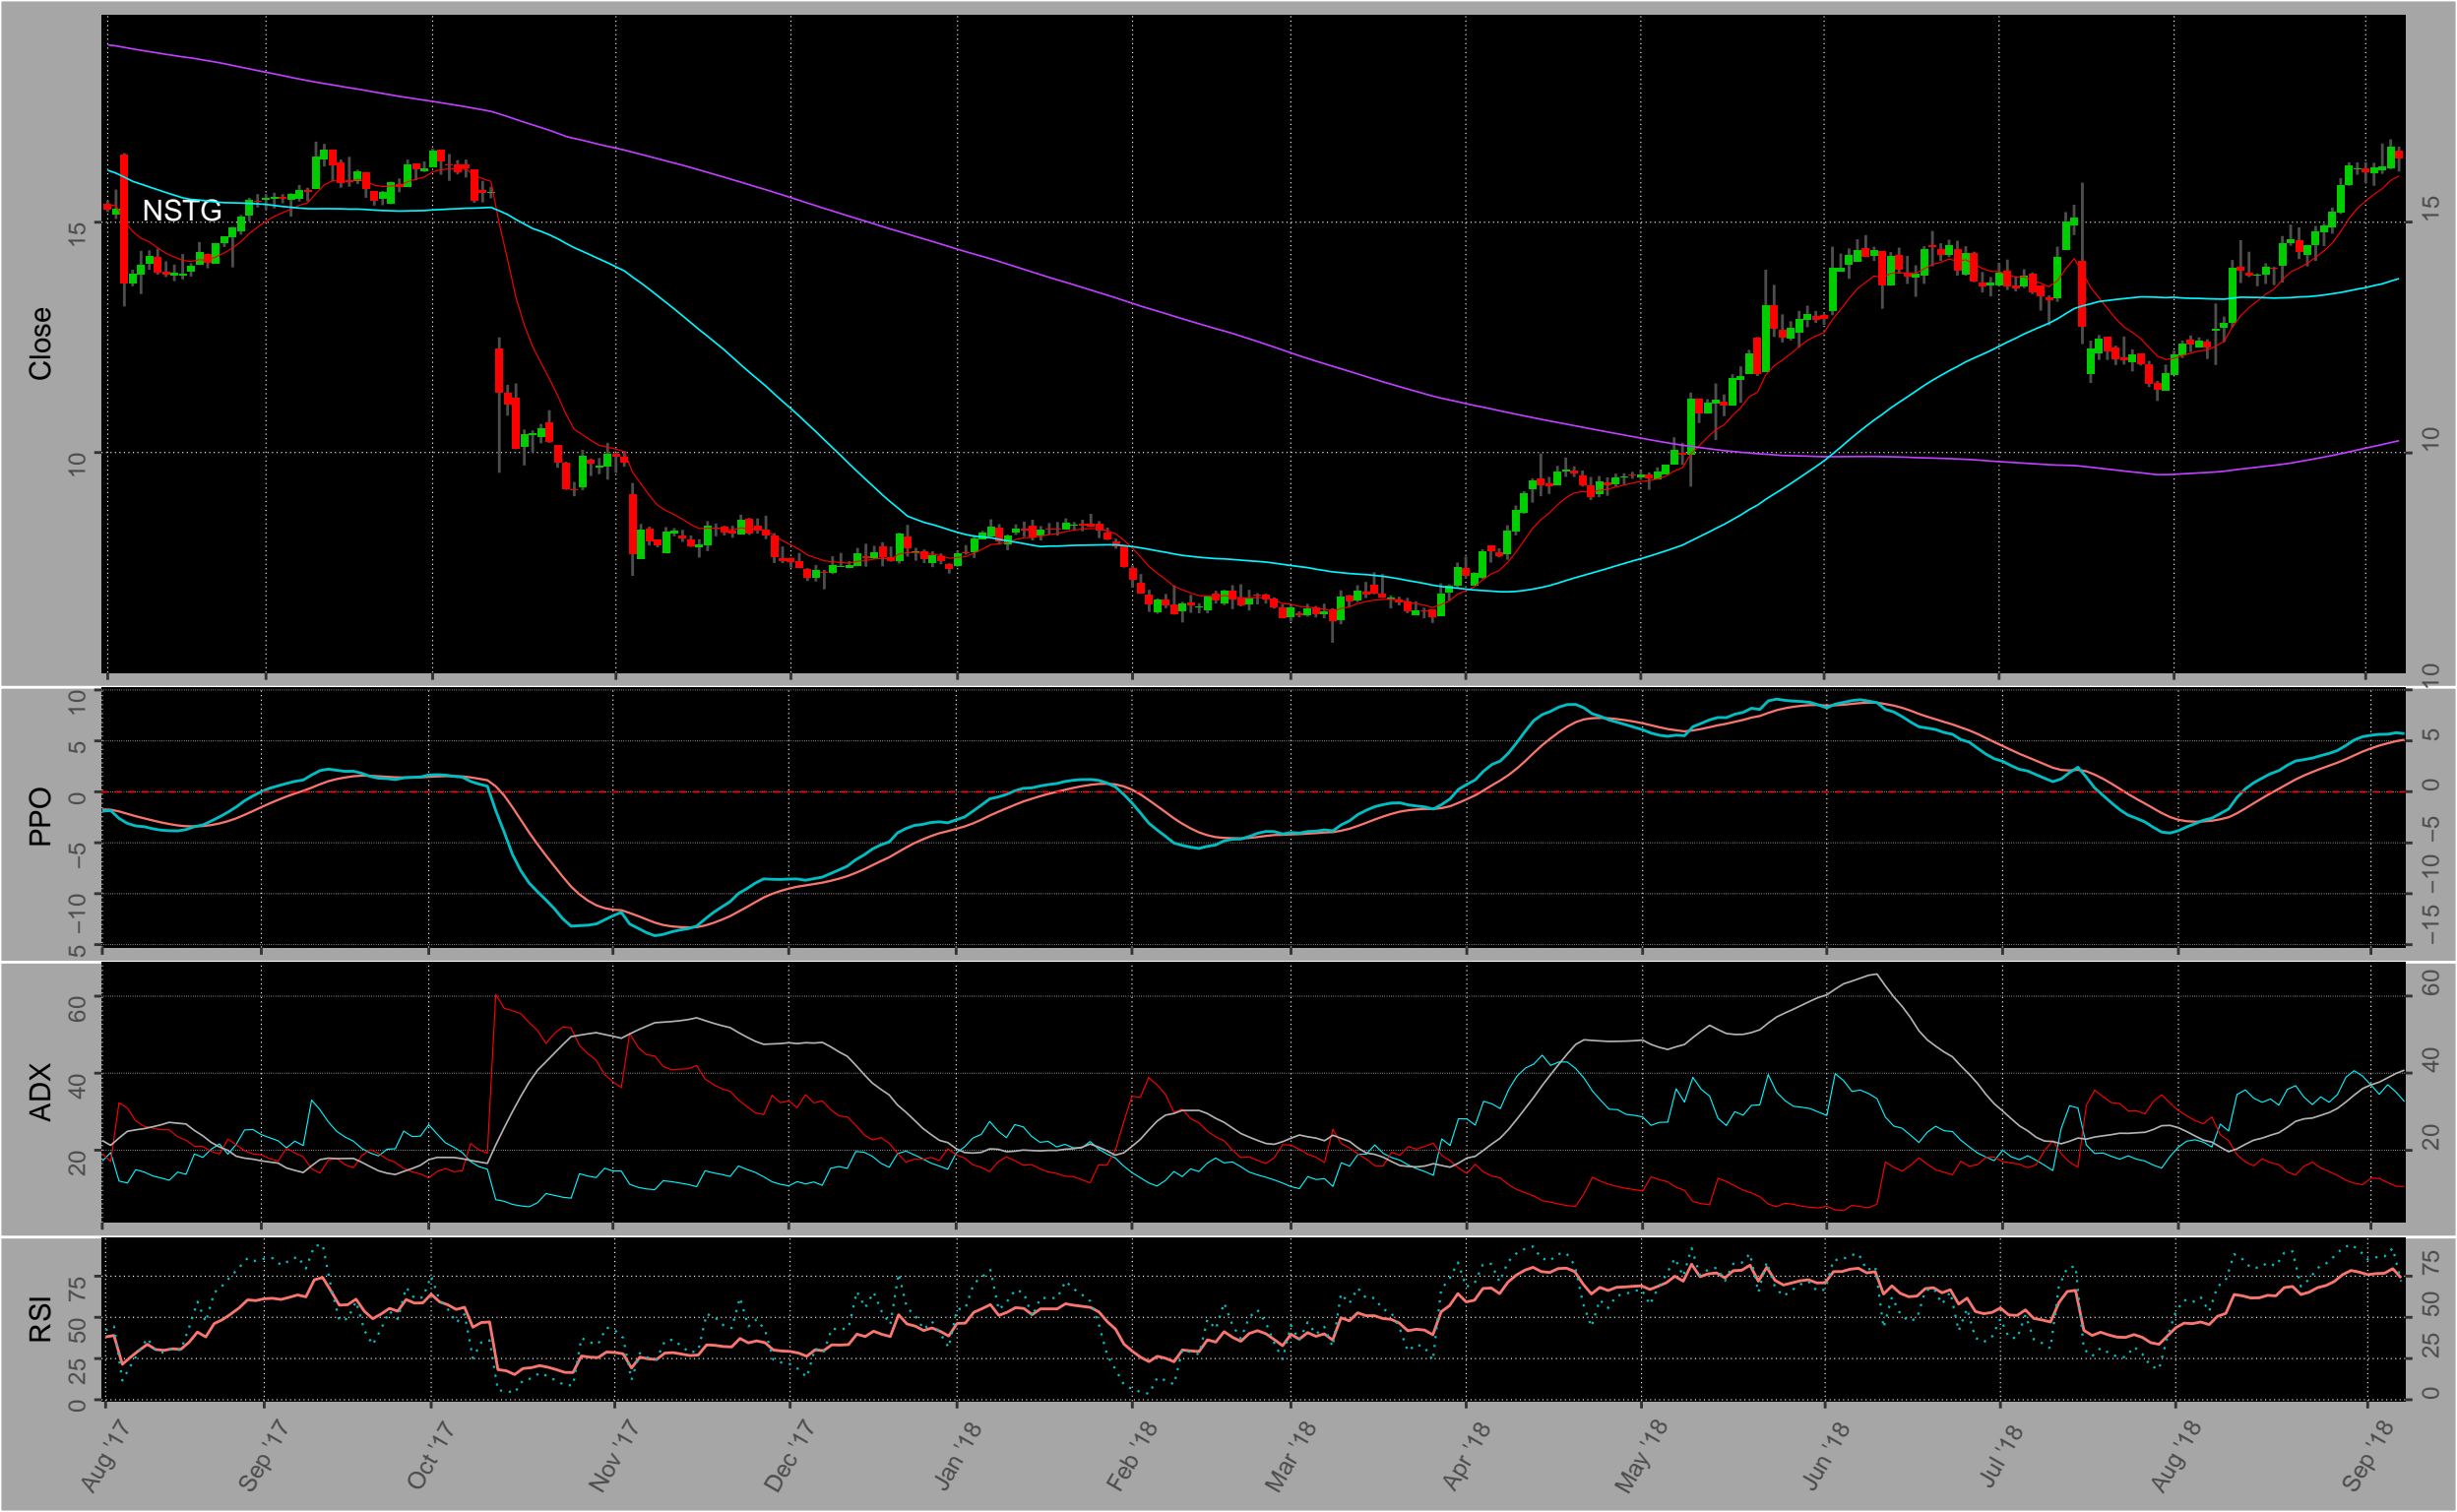 NSTG
Close
15
10
15
10
10
PPO
10
5
0
−5
−10
5
5
0
−5
−10
−15
ADX
60
40
20
60
40
20
RSI
75
50
25
0
75
50
25
0
Aug '17
Sep '17
Oct '17
Nov '17
Dec '17
Jan '18
Feb '18
Mar '18
Apr '18
May '18
Jun '18
Jul '18
Aug '18
Sep '18